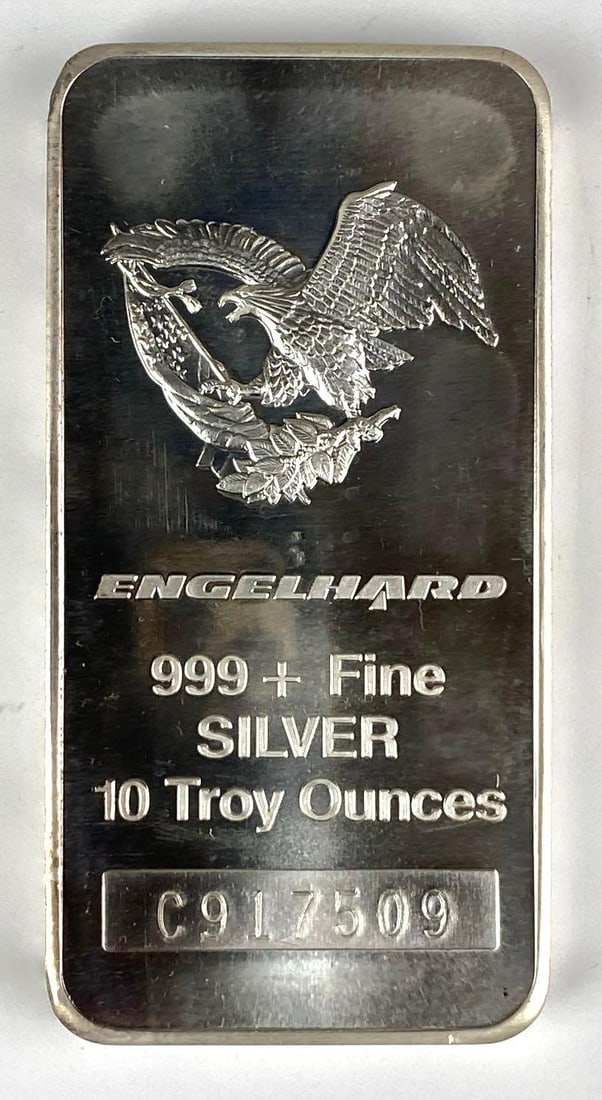 ENGELHARD
999 + Fine
SILVER
10 Troy Ounces
C917509